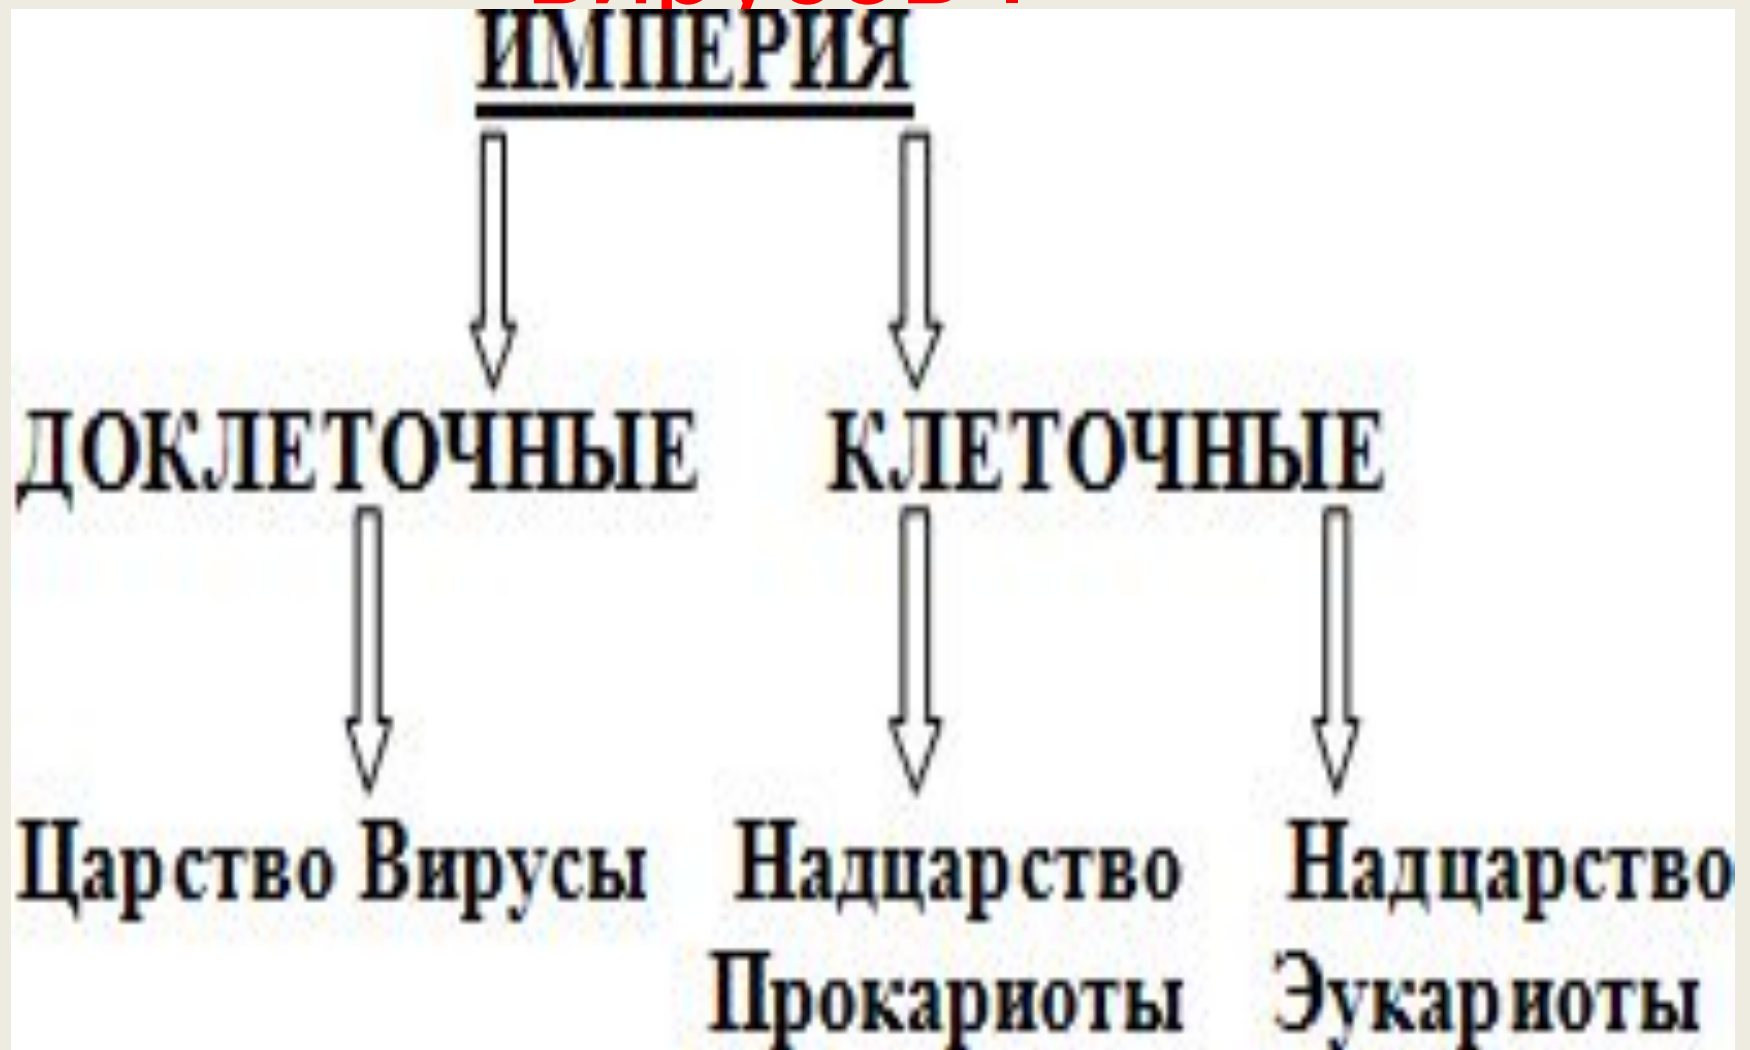 ИМПЕРИЯ
ДОКЛЕТОЧНЫЕ КЛЕТОЧНЫЕ
Царство Вирусы Надцарство Надцарство
Прокариоты Эукариоты